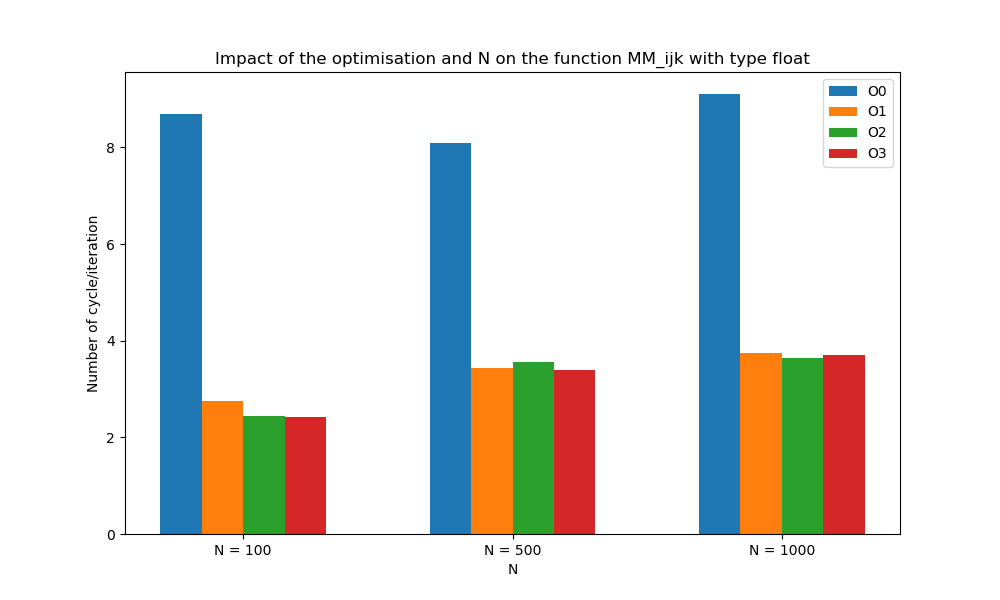 Impact of the optimisation and N on the function MM_ijk with type float
O0
O1
O2
O3
Number of cycle/iteration
8
6
4
2
0
N = 100
N = 500
N = 1000
N